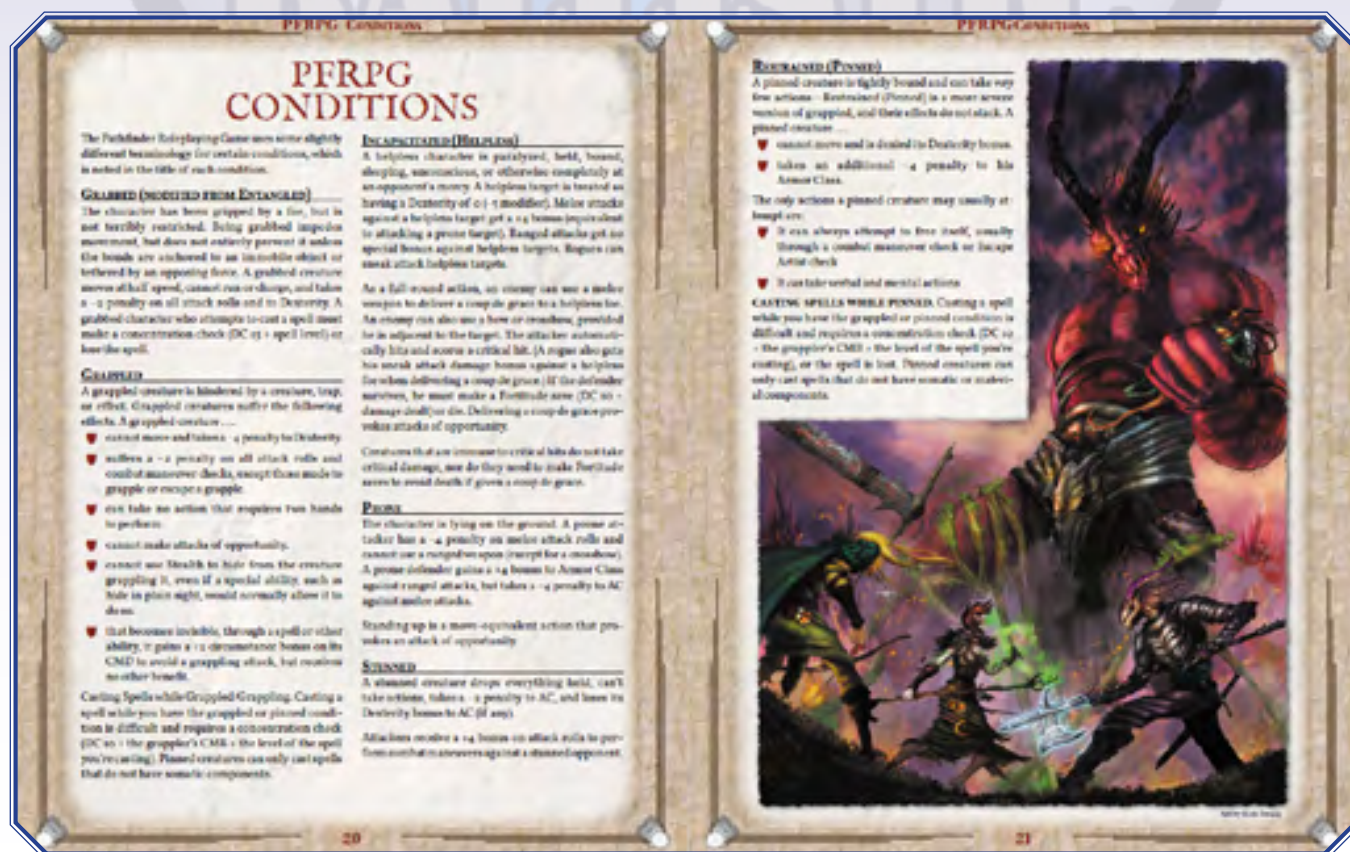 PFRPG Conditions
PFRPG
CONDITIONS
The Pathfinder Roleplaying Game uses some slightly
different terminology for certain conditions, which
is noted in the title of each condition.
Grabbed (modified from Entangled)
The character has been gripped by a foe, but is
not terribly restricted. Being grabbed impedes
movement, but does not entirely prevent it unless
the bonds are anchored to an immobile object or
tethered by an opposing force. A grabbed creature
moves at half speed, cannot run or charge, and takes
a -2 penalty on all attack rolls and to Dexterity. A
grabbed character who attempts to cast a spell must
make a concentration check (DC 15 + spell level) or
lose the spell.
Grappled
A grappled creature is hindered by a creature, trap,
or effect. Grappled creatures suffer the following
effects. A grappled creature …
cannot move and takes a -4 penalty to Dexterity.
suffers a -2 penalty on all attack rolls and
combat maneuver checks, except those made to
grapple or escape a grapple.
can take no action that requires two hands
to perform.
cannot make attacks of opportunity.
cannot use Stealth to hide from the creature
grappling it, even if a special ability, such as
hide in plain sight, would normally allow it to
do so.
that becomes invisible, through a spell or other
ability, it gains a +2 circumstance bonus on its
CMD to avoid a grappling attack, but receives
no other benefit.
Casting Spells while Grappled/Grappling. Casting a
spell while you have the grappled or pinned condi-
tion is difficult and requires a concentration check
(DC 10 + the grappler's CMB + the level of the spell
you're casting). Pinned creatures can only cast spells
that do not have somatic components.
Incapacitated (Helpless)
A helpless character is paralyzed, held, bound,
sleeping, unconscious, or otherwise completely at
an opponent's mercy. A helpless target is treated as
having a Dexterity of 0 (-5 modifier). Melee attacks
against a helpless target get a +4 bonus (equivalent
to attacking a prone target). Ranged attacks get no
special bonus against helpless targets. Rogues can
sneak attack helpless targets.
As a full-round action, an enemy can use a melee
weapon to deliver a coup de grace to a helpless foe.
An enemy can also use a bow or crossbow, provided
he is adjacent to the target. The attacker automati-
cally hits and scores a critical hit. (A rogue also gets
his sneak attack damage bonus against a helpless
foe when delivering a coup de grace.) If the defender
survives, he must make a Fortitude save (DC 10 +
damage dealt) or die. Delivering a coup de grace pro-
vokes attacks of opportunity.
Creatures that are immune to critical hits do not take
critical damage, nor do they need to make Fortitude
saves to avoid death if given a coup de grace.
Prone
The character is lying on the ground. A prone at-
tacker has a -4 penalty on melee attack rolls and
cannot use a ranged weapon (except for a crossbow).
A prone defender gains a +4 bonus to Armor Class
against ranged attacks, but takes a -4 penalty to AC
against melee attacks.
Standing up is a move-equivalent action that pro-
vokes an attack of opportunity.
Stunned
A stunned creature drops everything held, can't
take actions, takes a -2 penalty to AC, and loses its
Dexterity bonus to AC (if any).
Attackers receive a +4 bonus on attack rolls to per-
form combat maneuvers against a stunned opponent.
20
PFRPG Conditions
Restrained (Pinned)
A pinned creature is tightly bound and can take very
few actions. Restrained (Pinned) is a more severe
version of grappled, and their effects do not stack. A
pinned creature …
cannot move and is denied its Dexterity bonus.
takes an additional -4 penalty to his
Armor Class.
The only actions a pinned creature may usually at-
tempt are:
It can always attempt to free itself, usually
through a combat maneuver check or Escape
Artist check
It can take verbal and mental actions
Casting Spells while Pinned. Casting a spell
while you have the grappled or pinned condition is
difficult and requires a concentration check (DC 10
+ the grappler's CMB + the level of the spell you're
casting), or the spell is lost. Pinned creatures can
only cast spells that do not have somatic or materi-
al components.
21